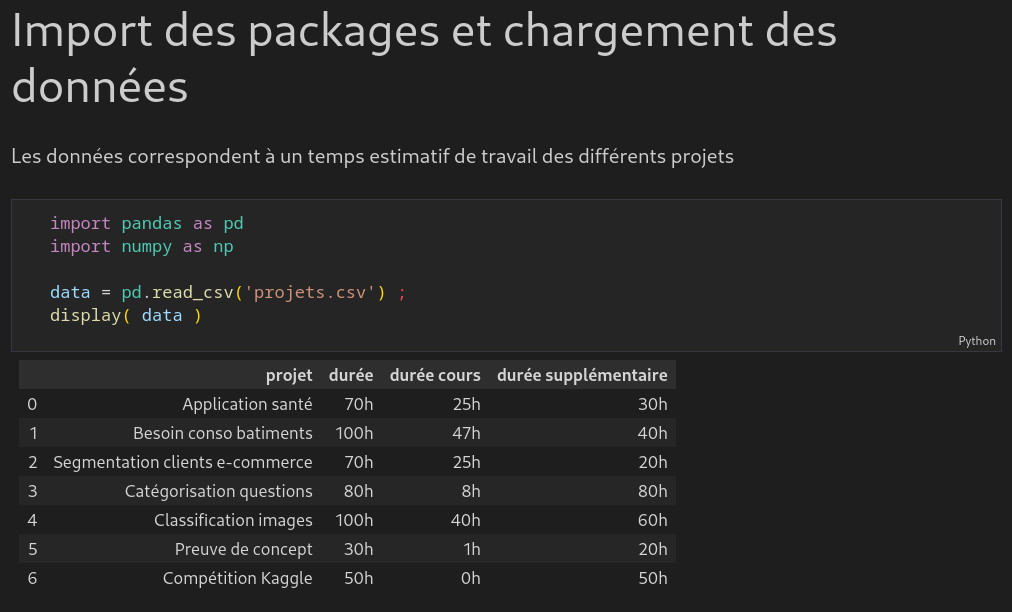 Import des packages et chargement des
données
Les données correspondent à un temps estimatif de travail des différents projets
import pandas as pd
import numpy as np
data = pd.read_csv('projets.csv') ;
display( data )
Python
projet durée durée cours durée supplémentaire
0 Application santé 70h 25h 30h
1 Besoin conso batiments 100h 47h 40h
2 Segmentation clients e-commerce 70h 25h 20h
3 Catégorisation questions 80h 8h 80h
4 Classification images 100h 40h 60h
5 Preuve de concept 30h 1h 20h
6 Compétition Kaggle 50h 0h 50h